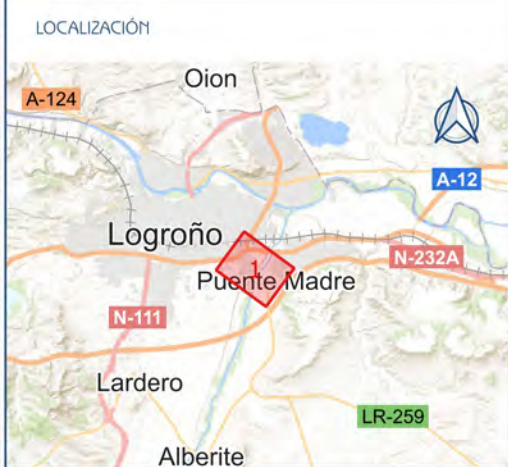 LOCALIZACIÓN
Oion
A-124
A-12
Logroño
N-232A
1
Puente Madre
N-111
Lardero
LR-259
Alberite